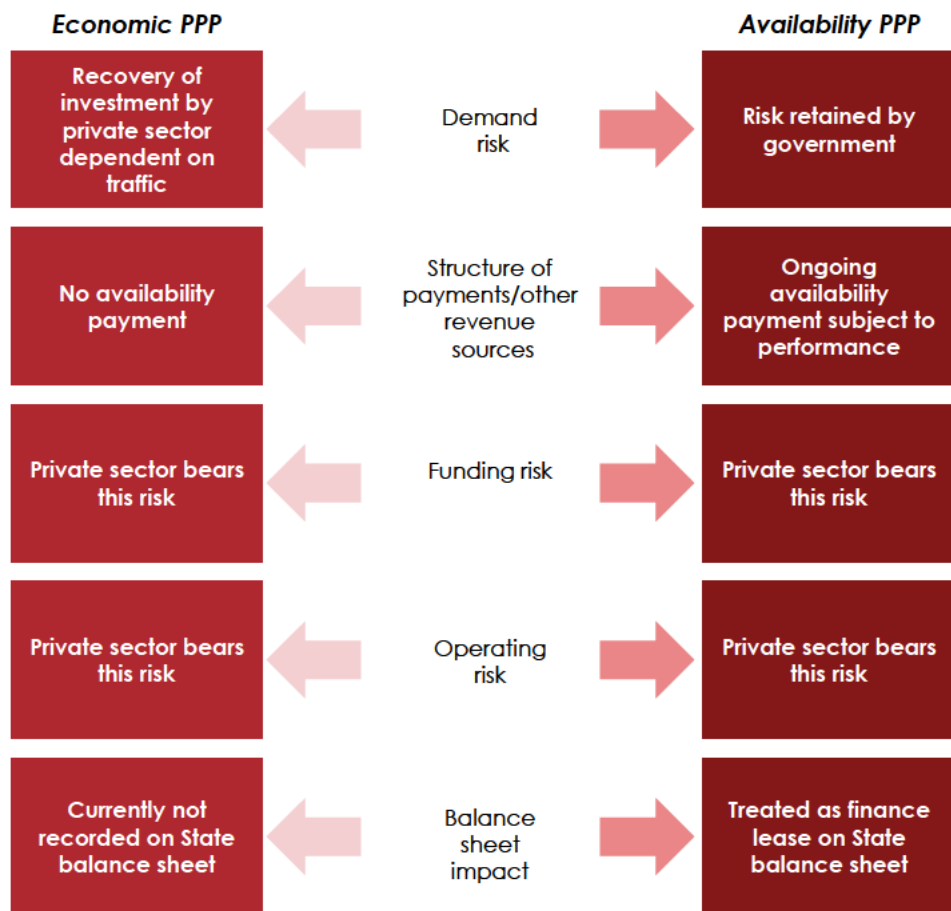 Economic PPP
Availability PPP
Recovery of
investment by
private sector
dependent on
traffic
Demand
risk
Risk retained by
government
No availability
payment
Structure of
payments/other
revenue
sources
Ongoing
availability
payment subject to
performance
Private sector bears
this risk
Funding risk
Private sector bears
this risk
Private sector bears
this risk
Operating
risk
Private sector bears
this risk
Currently not
recorded on State
balance sheet
Balance
sheet
impact
Treated as finance
lease on State
balance sheet